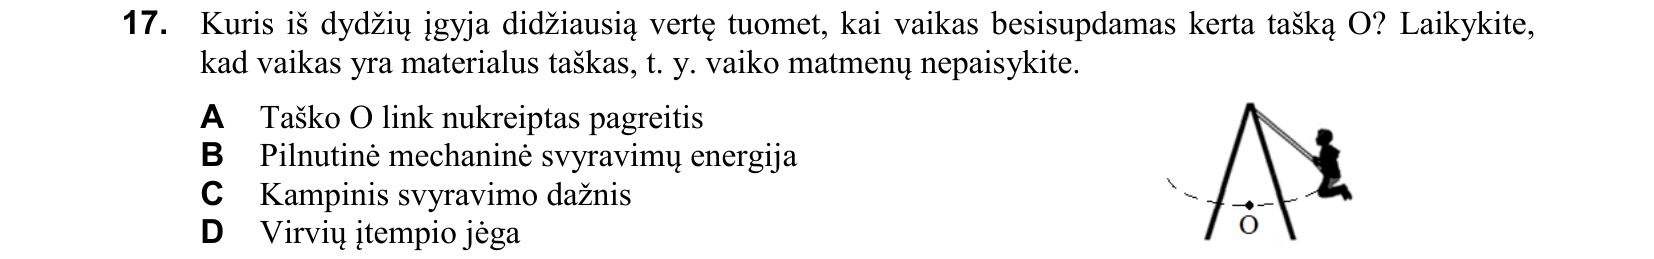 17. Kuris iš dydžių įgyja didžiausią vertę tuomet, kai vaikas besisupdamas kerta tašką O? Laikykite,
kad vaikas yra materialus taškas, t. y. vaiko matmenų nepaisykite.
A Taško O link nukreiptas pagreitis
B Pilnutinė mechaninė svyravimų energija
C Kampinis svyravimo dažnis
D Virvių įtempio jėga
O